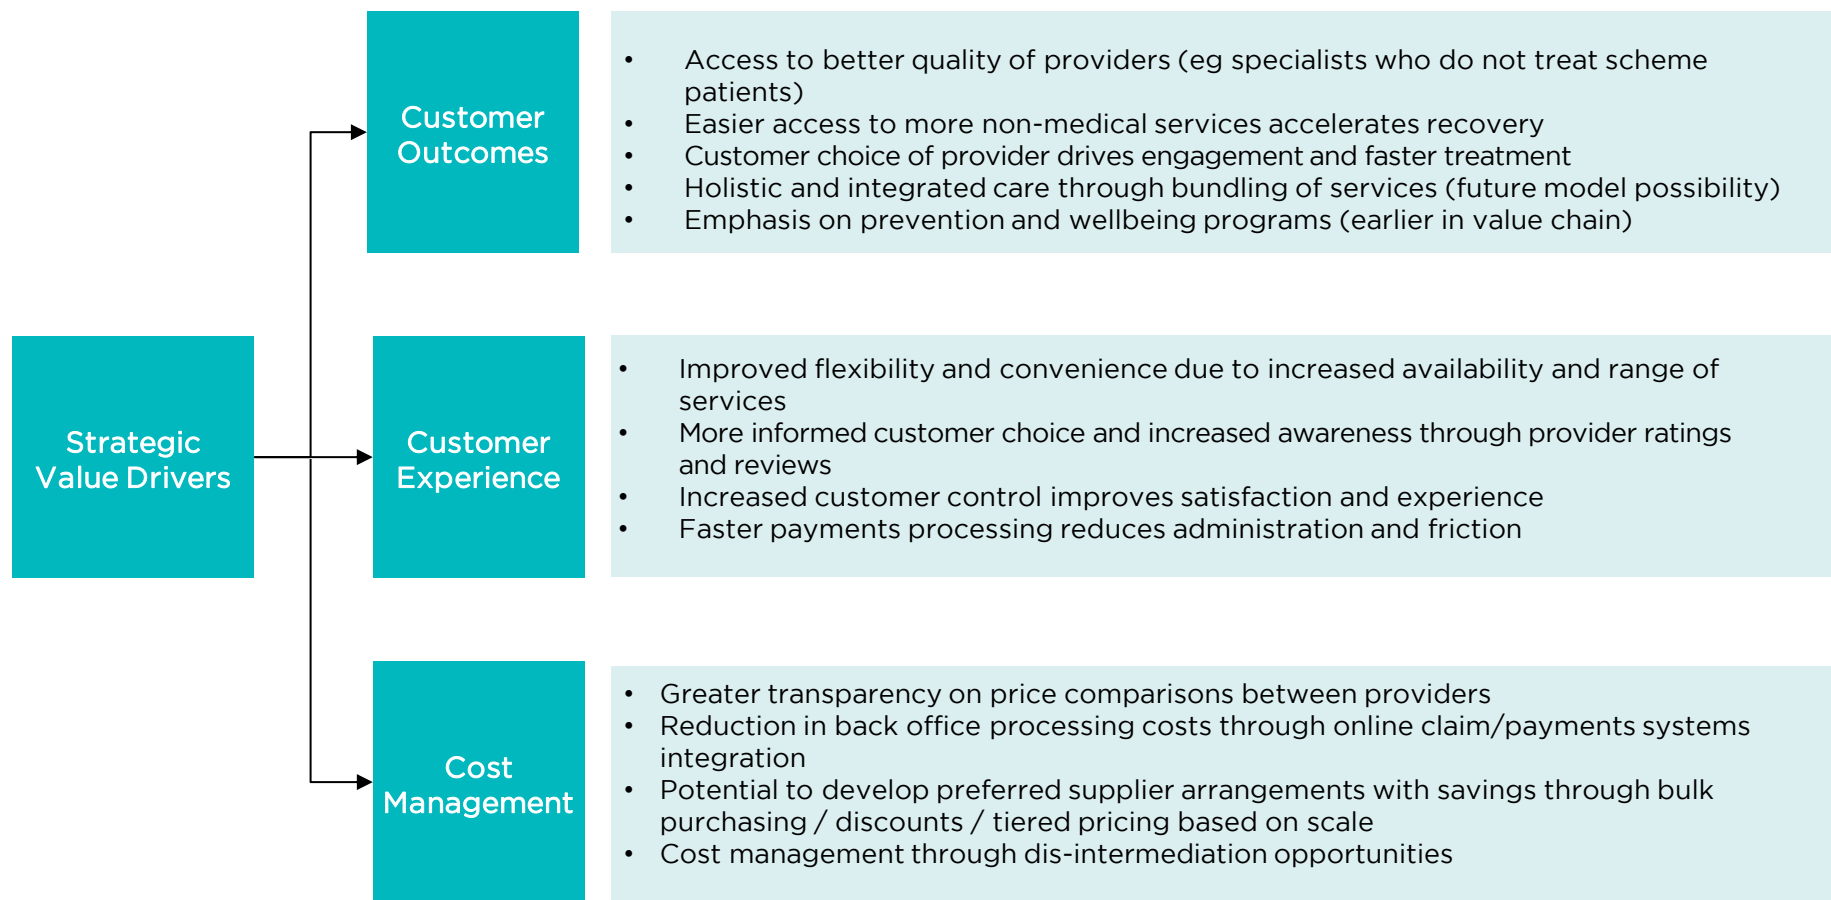 Customer
Outcomes
• Access to better quality of providers (eg specialists who do not treat scheme
patients)
• Easier access to more non-medical services accelerates recovery
• Customer choice of provider drives engagement and faster treatment
• Holistic and integrated care through bundling of services (future model possibility)
• Emphasis on prevention and wellbeing programs (earlier in value chain)
Strategic
Value Drivers
Customer
Experience
• Improved flexibility and convenience due to increased availability and range of
services
• More informed customer choice and increased awareness through provider ratings
and reviews
• Increased customer control improves satisfaction and experience
• Faster payments processing reduces administration and friction
Cost
Management
• Greater transparency on price comparisons between providers
• Reduction in back office processing costs through online claim/payments systems
integration
• Potential to develop preferred supplier arrangements with savings through bulk
purchasing / discounts / tiered pricing based on scale
• Cost management through dis-intermediation opportunities